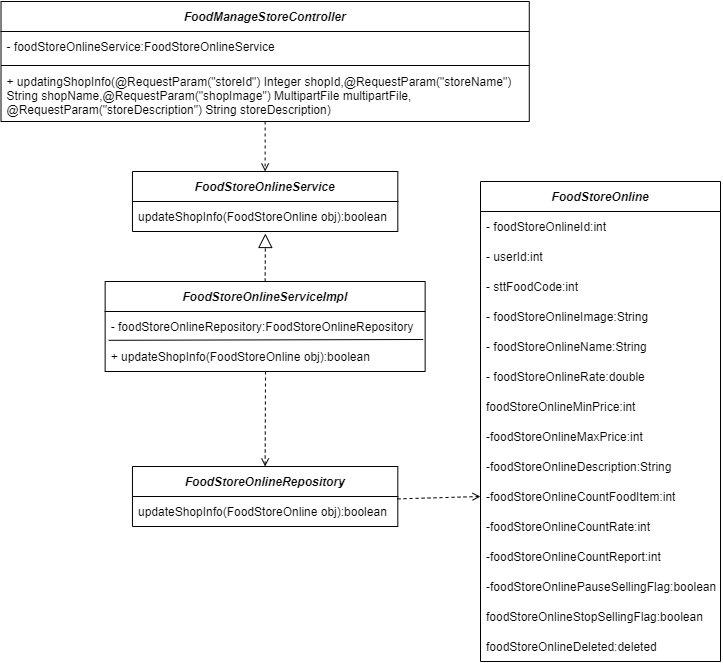 FoodManageStoreController
- foodStoreOnlineService:FoodStoreOnlineService
+ updatingShopInfo(@RequestParam("storeId") Integer shopId,@RequestParam("storeName")
String shopName,@RequestParam("shopImage") MultipartFile multipartFile,
@RequestParam("storeDescription") String storeDescription)
FoodStoreOnlineService
updateShopInfo(FoodStoreOnline obj):boolean
FoodStoreOnlineServiceImpl
- foodStoreOnlineRepository:FoodStoreOnlineRepository
+ updateShopInfo(FoodStoreOnline obj):boolean
FoodStoreOnlineRepository
updateShopInfo(FoodStoreOnline obj):boolean
FoodStoreOnline
- foodStoreOnlineId:int
- userId:int
- sttFoodCode:int
- foodStoreOnlineImage:String
- foodStoreOnlineName:String
- foodStoreOnlineRate:double
foodStoreOnlineMinPrice:int
-foodStoreOnlineMaxPrice:int
-foodStoreOnlineDescription:String
-foodStoreOnlineCountFoodItem:int
-foodStoreOnlineCountRate:int
-foodStoreOnlineCountReport:int
-foodStoreOnlinePauseSellingFlag:boolean
foodStoreOnlineStopSellingFlag:boolean
foodStoreOnlineDeleted:deleted